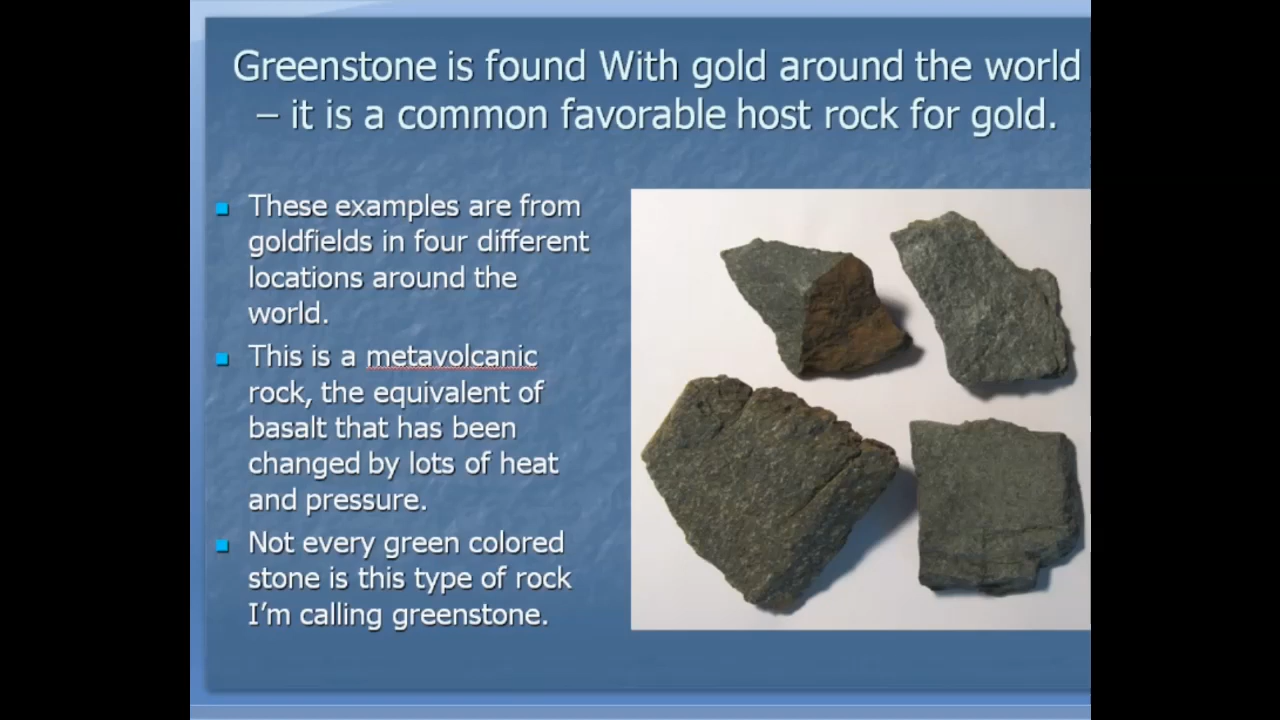 Greenstone is found With gold around the world
– it is a common favorable host rock for gold.
These examples are from
goldfields in four different
locations around the
world.
This is a metavolcanic
rock, the equivalent of
basalt that has been
changed by lots of heat
and pressure.
Not every green colored
stone is this type of rock
I'm calling greenstone.